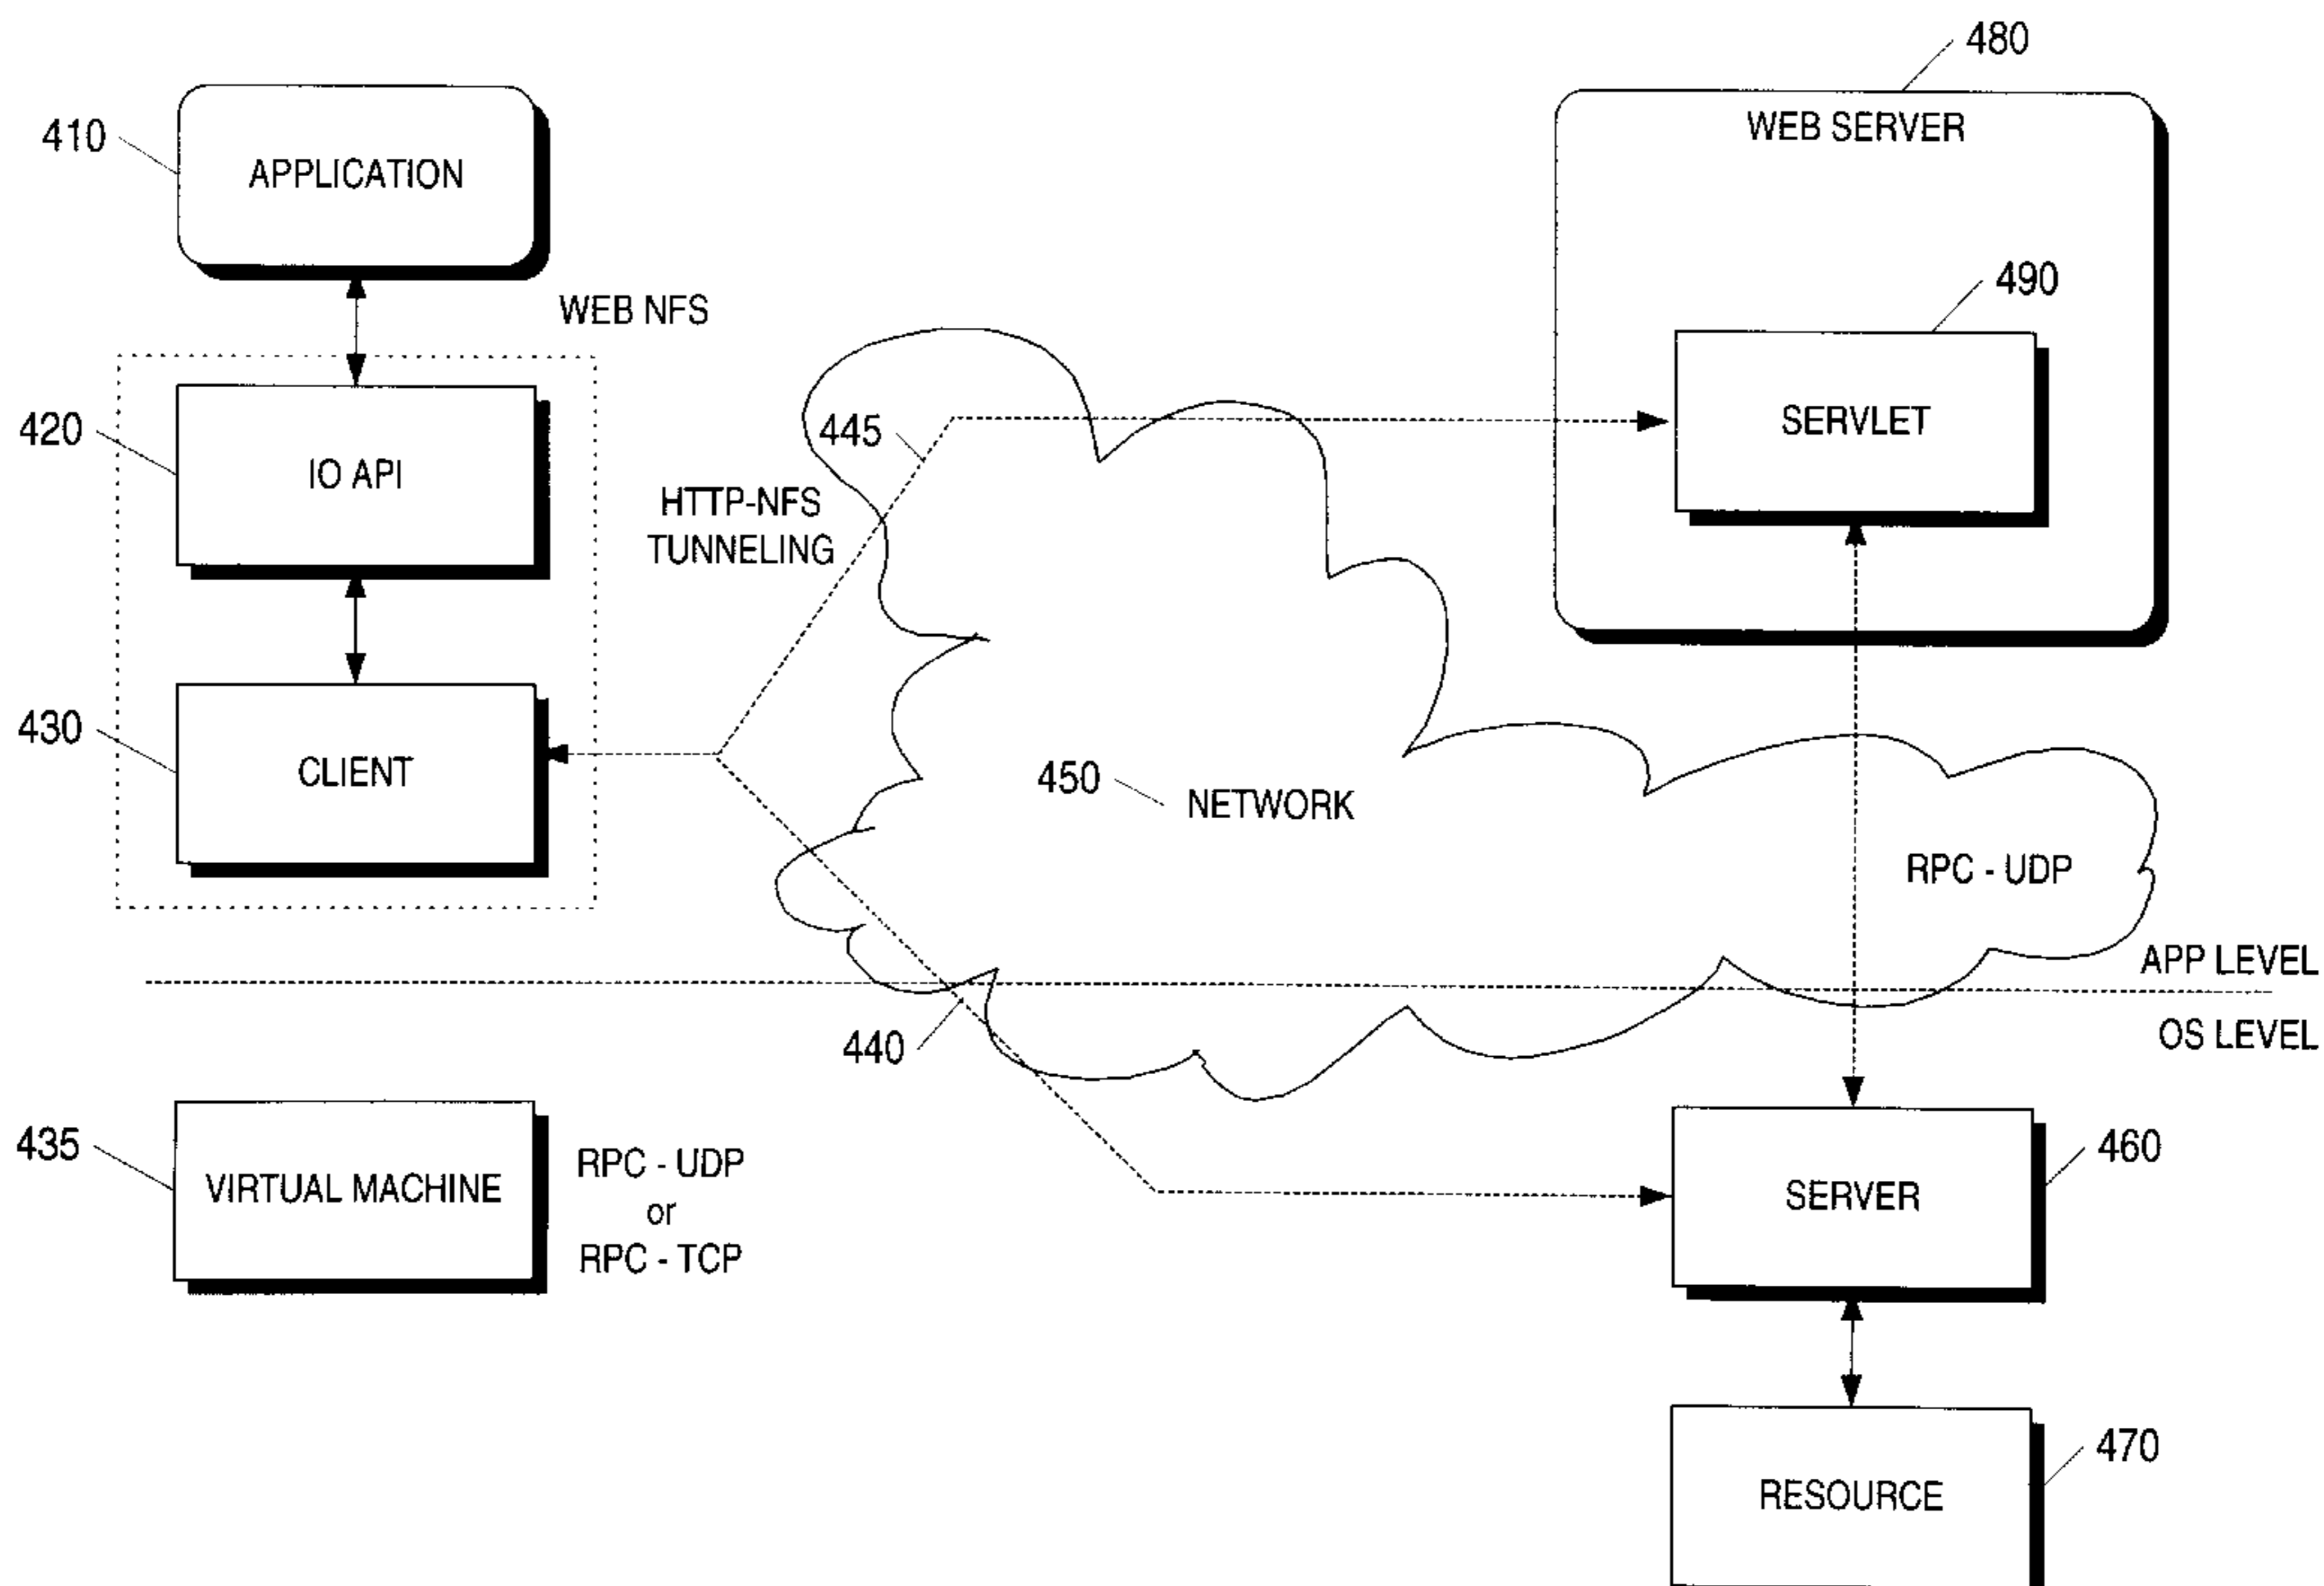 480
WEB SERVER
410
APPLICATION
490
WEB NFS
420
IO API
445
SERVLET
HTTP-NFS
TUNNELING
430
CLIENT
450
NETWORK
RPC - UDP
APP LEVEL
440
OS LEVEL
435
VIRTUAL MACHINE
RPC - UDP
or
RPC - TCP
460
SERVER
470
RESOURCE